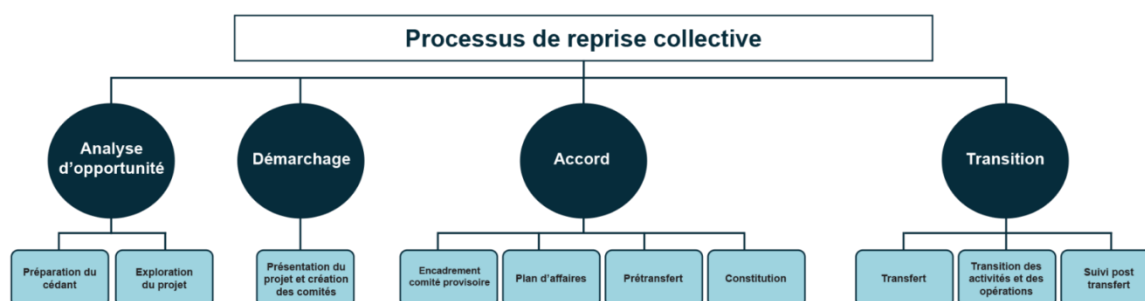 Processus de reprise collective
Analyse
d'opportunité
Démarchage
Accord
Transition
Préparation du
cédant
Exploration
du projet
Présentation du
projet et création
des comités
Encadrement
comité provisoire
Plan d'affaires
Prétransfert
Constitution
Transfert
Transition des
activités et des
opérations
Suivi post
transfert